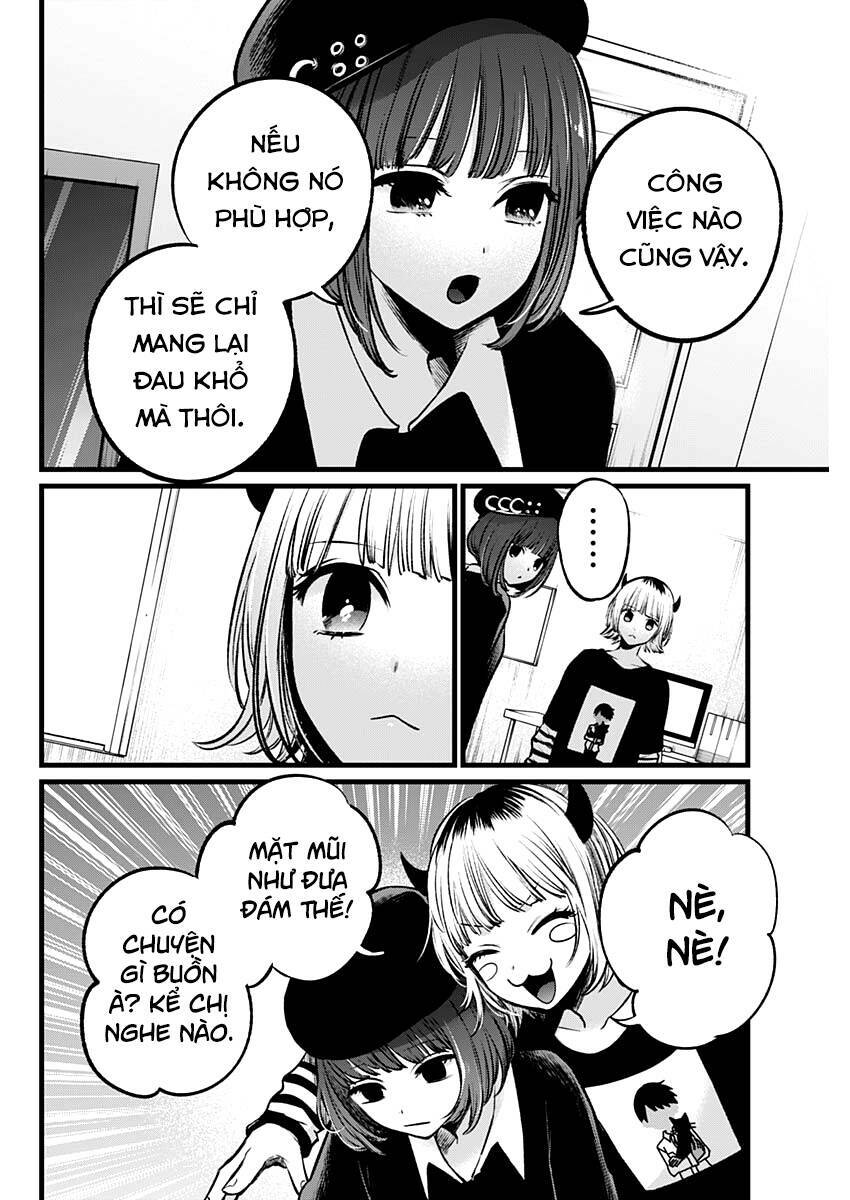 CÔNG
VIỆC NÀO
CŨNG VẬY.
NẾU
KHÔNG NÓ
PHÙ HỢP,
THÌ SẼ CHỈ
MANG LẠI
ĐAU KHỔ
MÀ THÔI.
......
NÈ,
NÈ!
MẶT MŨI
NHƯ ĐƯA
ĐÁM THẾ!
CÓ
CHUYỆN
GÌ BUỒN
À? KỂ CHỊ
NGHE NÀO.